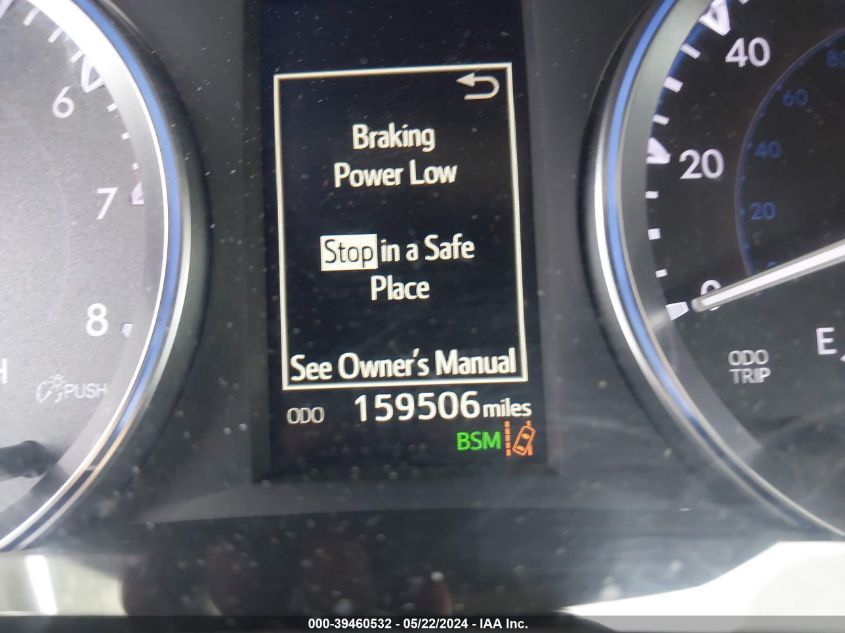 Braking
Power Low
Stop in a Safe
Place
See Owner's Manual
ODO 159506 miles
BSM
6
7
8
H
PUSH
40
20
0
80
60
40
20
ODO
TRIP
E
000-39460532 - 05/22/2024 - IAA Inc.